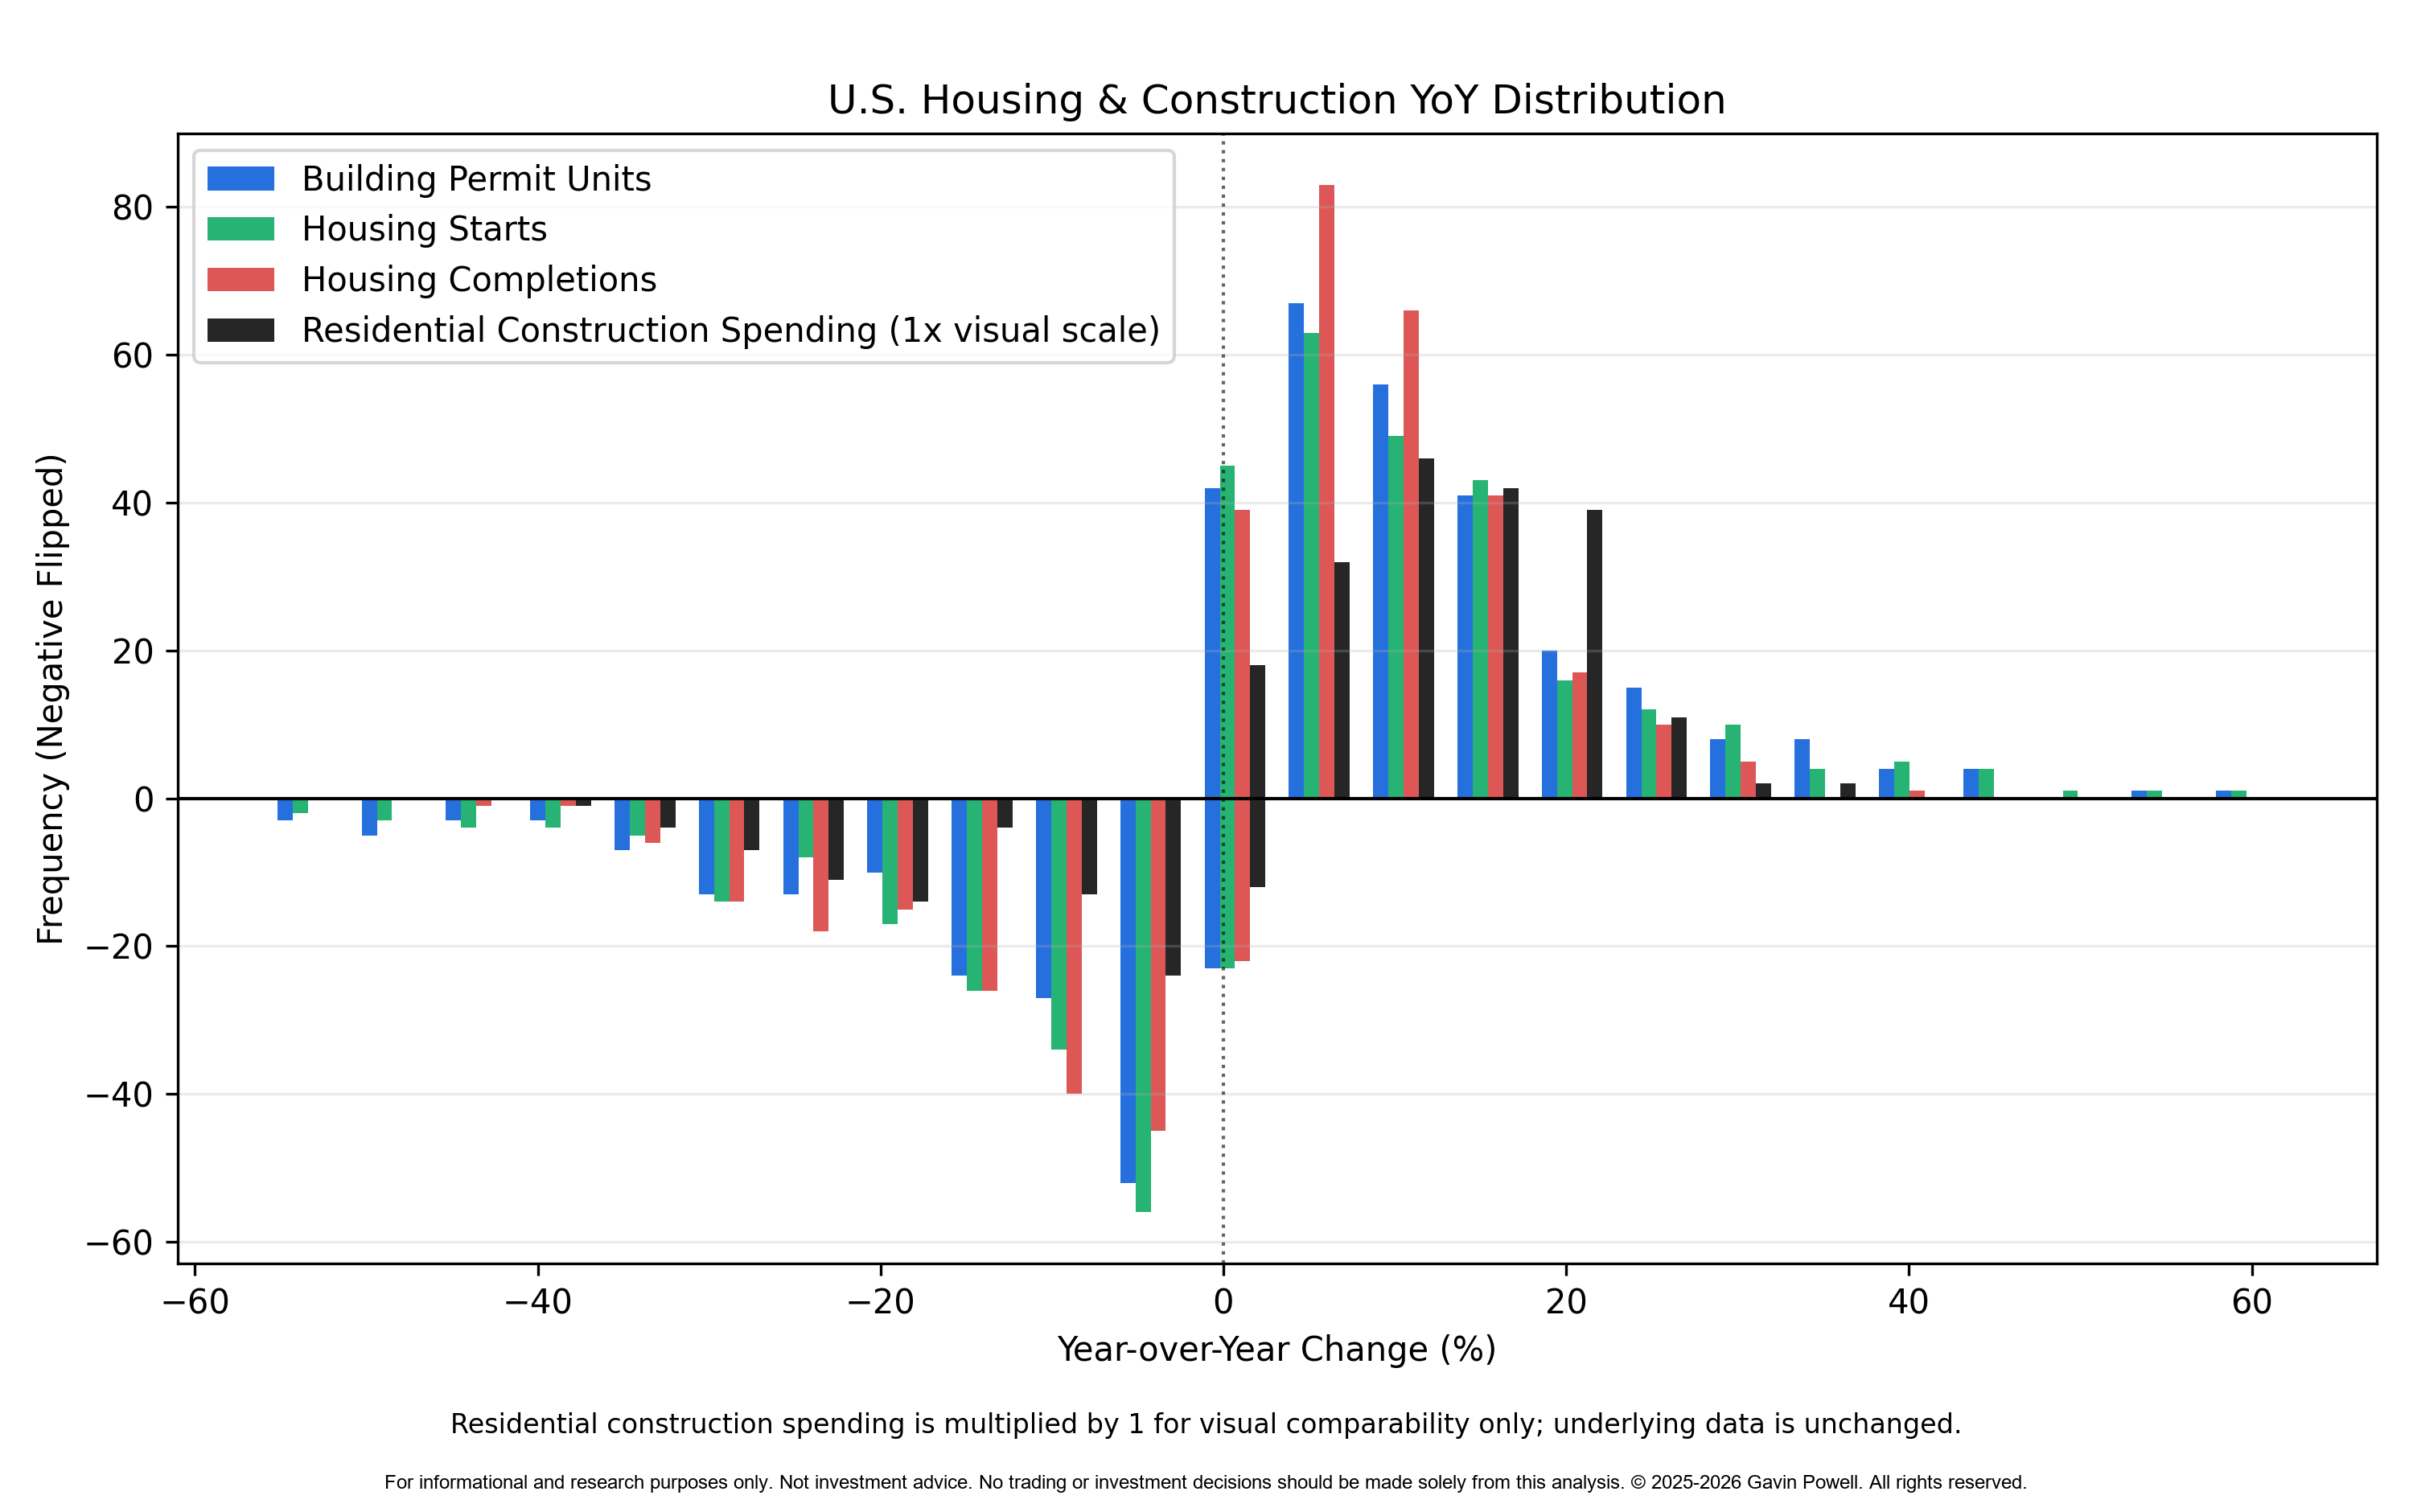 U.S. Housing & Construction YoY Distribution
Building Permit Units
Housing Starts
Housing Completions
Residential Construction Spending (1x visual scale)
Frequency (Negative Flipped)
80
60
40
20
0
−20
−40
−60
−60 −40 −20 0 20 40 60
Year-over-Year Change (%)
Residential construction spending is multiplied by 1 for visual comparability only; underlying data is unchanged.
For informational and research purposes only. Not investment advice. No trading or investment decisions should be made solely from this analysis. © 2025-2026 Gavin Powell. All rights reserved.